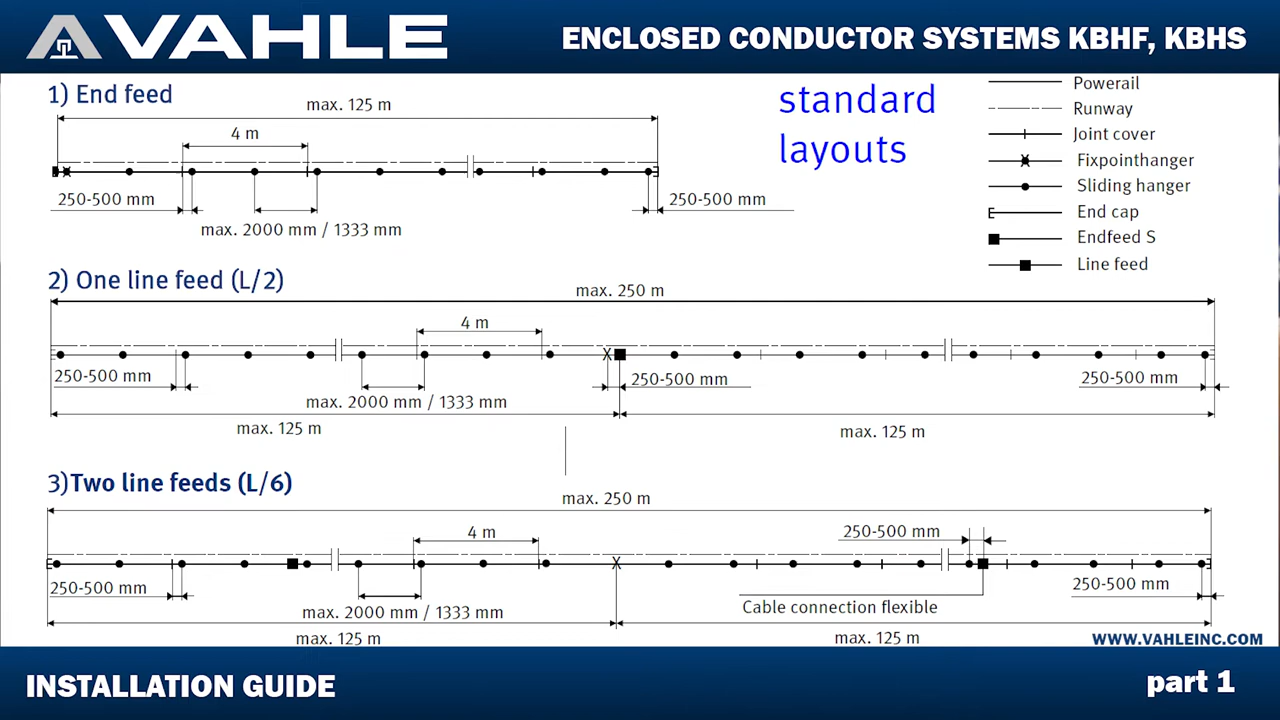 VAHLE
ENCLOSED CONDUCTOR SYSTEMS KBHF, KBHS
1) End feed
max. 125 m
4 m
250-500 mm
max. 2000 mm / 1333 mm
250-500 mm
standard
layouts
Powerail
Runway
Joint cover
Fixpointhanger
Sliding hanger
End cap
Endfeed S
Line feed
2) One line feed (L/2)
max. 250 m
4 m
X
250-500 mm
250-500 mm
250-500 mm
max. 2000 mm / 1333 mm
max. 125 m
max. 125 m
3)Two line feeds (L/6)
max. 250 m
4 m
250-500 mm
X
250-500 mm
250-500 mm
max. 2000 mm / 1333 mm
Cable connection flexible
max. 125 m
max. 125 m
WWW.VAHLEINC.COM
INSTALLATION GUIDE
part 1